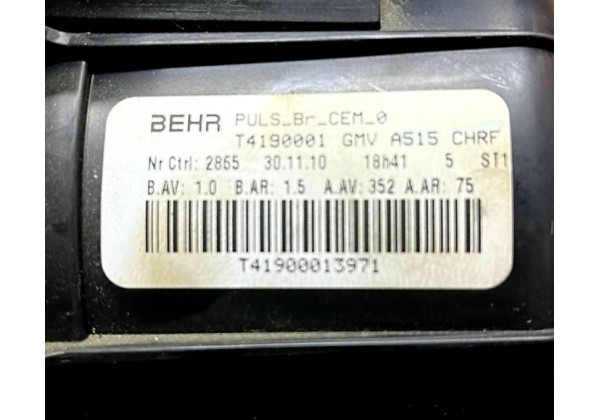 BEHR PULS_Br_CEM_0
T4190001 GMV A515 CHRF
Nr Ctrl: 2865 30.11.10 18h41 5 ST1
B.AV: 1.0 B.AR: 1.5 A.AV: 352 A.AR: 75
T41900013971